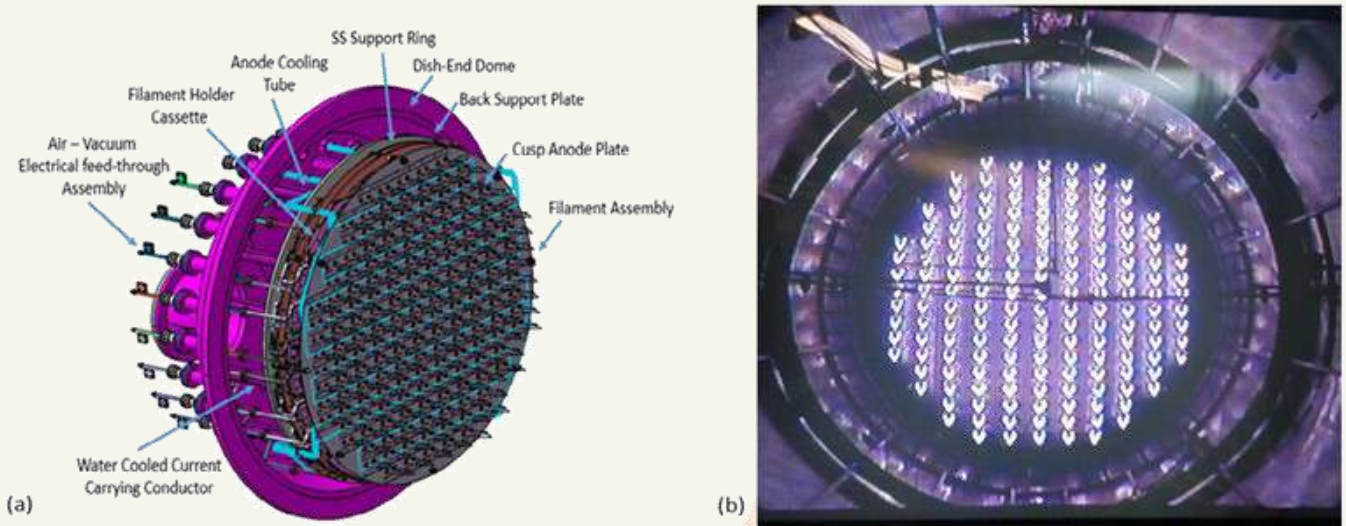 SS Support Ring
Anode Cooling
Tube
Dish-End Dome
Filament Holder
Cassette
Back Support Plate
Air – Vacuum
Electrical feed-through
Assembly
Cusp Anode Plate
Filament Assembly
Water Cooled Current
Carrying Conductor
(a)
(b)